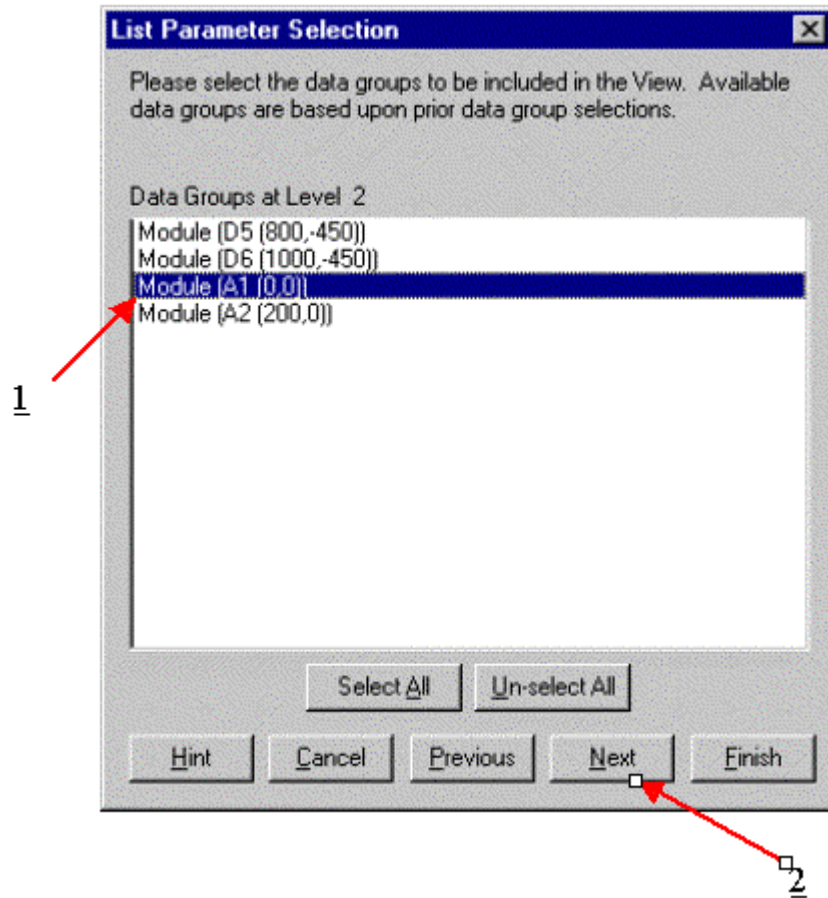 List Parameter Selection
Please select the data groups to be included in the View. Available
data groups are based upon prior data group selections.
Data Groups at Level 2
Module (D5 (800,-450))
Module (D6 (1000,-450))
Module (A1 (0,0))
Module (A2 (200,0))
1
Select All Un-select All
Hint Cancel Previous Next Finish
2